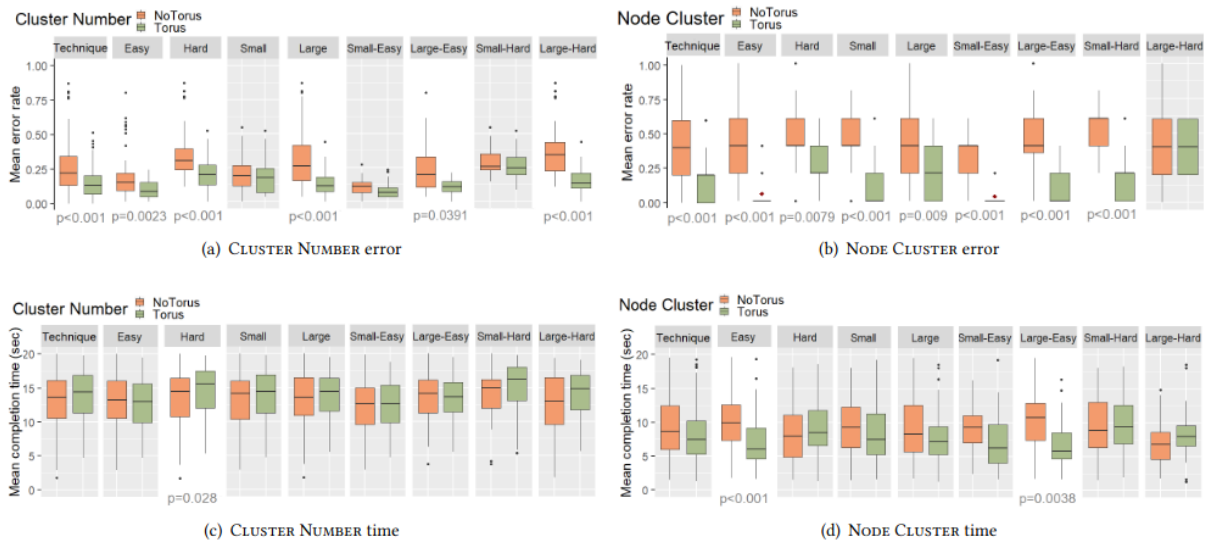 Cluster Number NoTorus
Torus
Technique Easy Hard Small Large Small-Easy Large-Easy Small-Hard Large-Hard
Mean error rate
1.00
0.75
0.50
0.25
0.00
p<0.001 p=0.0023 p<0.001 p<0.001 p=0.0391 p<0.001
(a) CLUSTER NUMBER error
Node Cluster NoTorus
Torus
Technique Easy Hard Small Large Small-Easy Large-Easy Small-Hard Large-Hard
Mean error rate
1.00
0.75
0.50
0.25
0.00
p<0.001 p<0.001 p=0.0079 p<0.001 p=0.009 p<0.001 p<0.001 p<0.001
(b) NODE CLUSTER error
Cluster Number NoTorus
Torus
Technique Easy Hard Small Large Small-Easy Large-Easy Small-Hard Large-Hard
Mean completion time (sec)
20
15
10
5
0
p=0.028
(c) CLUSTER NUMBER time
Node Cluster NoTorus
Torus
Technique Easy Hard Small Large Small-Easy Large-Easy Small-Hard Large-Hard
Mean completion time (sec)
20
15
10
5
0
p<0.001 p=0.0038
(d) NODE CLUSTER time